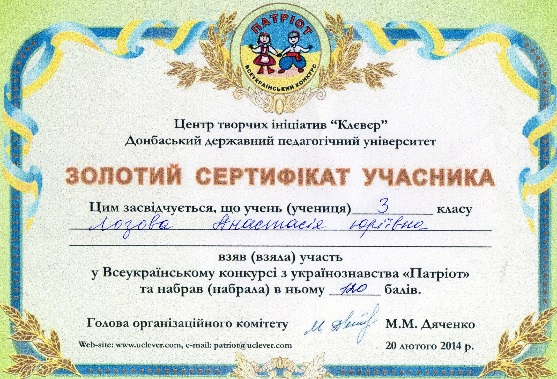 ПАТРІОТ
ВСЕУКРАЇНСЬКИЙ КОНКУРС
Центр творчих ініціатив "Клєвєр"
Донбаський державний педагогічний університет
ЗОЛОТИЙ СЕРТИФІКАТ УЧАСНИКА
Цим засвідчується, що учень (учениця) 3 класу
Лозова Анастасія Юріївна
взяв (взяла) участь
у Всеукраїнському конкурсі з українознавства «Патріот»
та набрав (набрала) в ньому 120 балів.
Голова організаційного комітету М.М. Дяченко
Web-site: www.uclever.com, e-mail: patriot@uclever.com 20 лютого 2014 р.